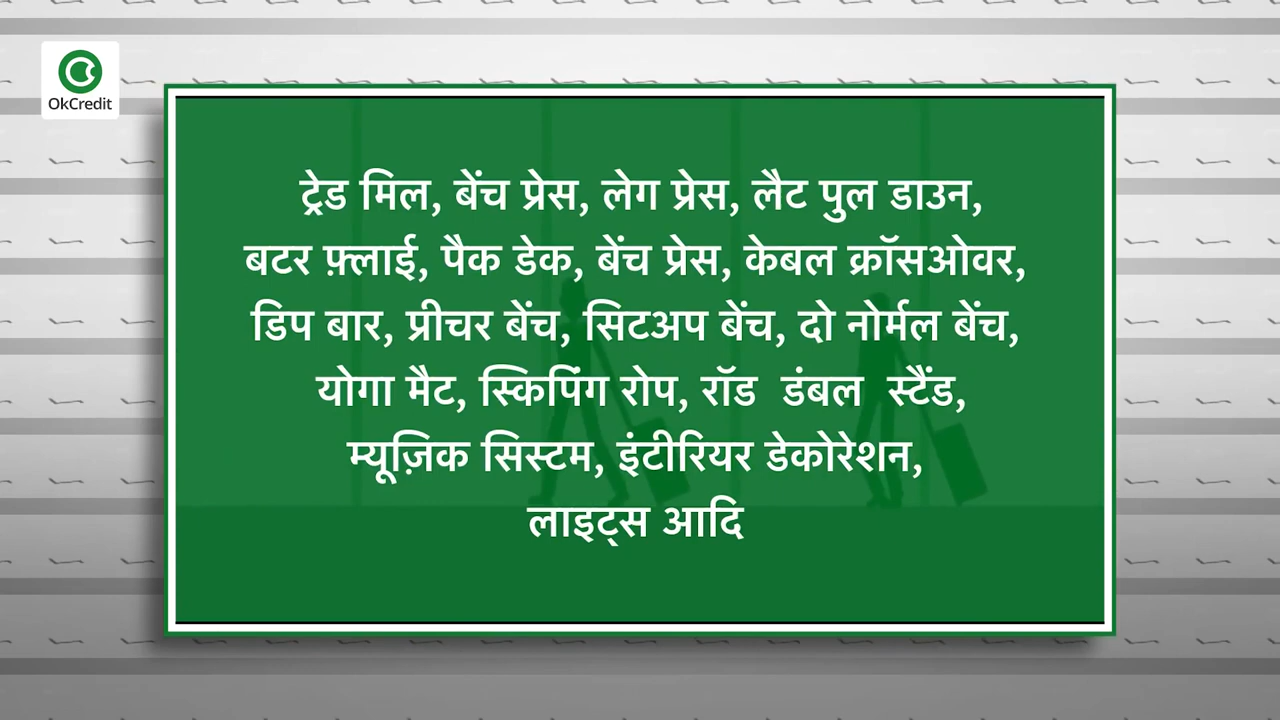 OkCredit
ट्रेड मिल, बेंच प्रेस, लेग प्रेस, लैट पुल डाउन,
बटर फ़्लाई, पैक डेक, बेंच प्रेस, केबल क्रॉसओवर,
डिप बार, प्रीचर बेंच, सिटअप बेंच, दो नोर्मल बेंच,
योगा मैट, स्किपिंग रोप, रॉड  डंबल  स्टैंड,
म्यूज़िक सिस्टम, इंटीरियर डेकोरेशन,
लाइट्स आदि